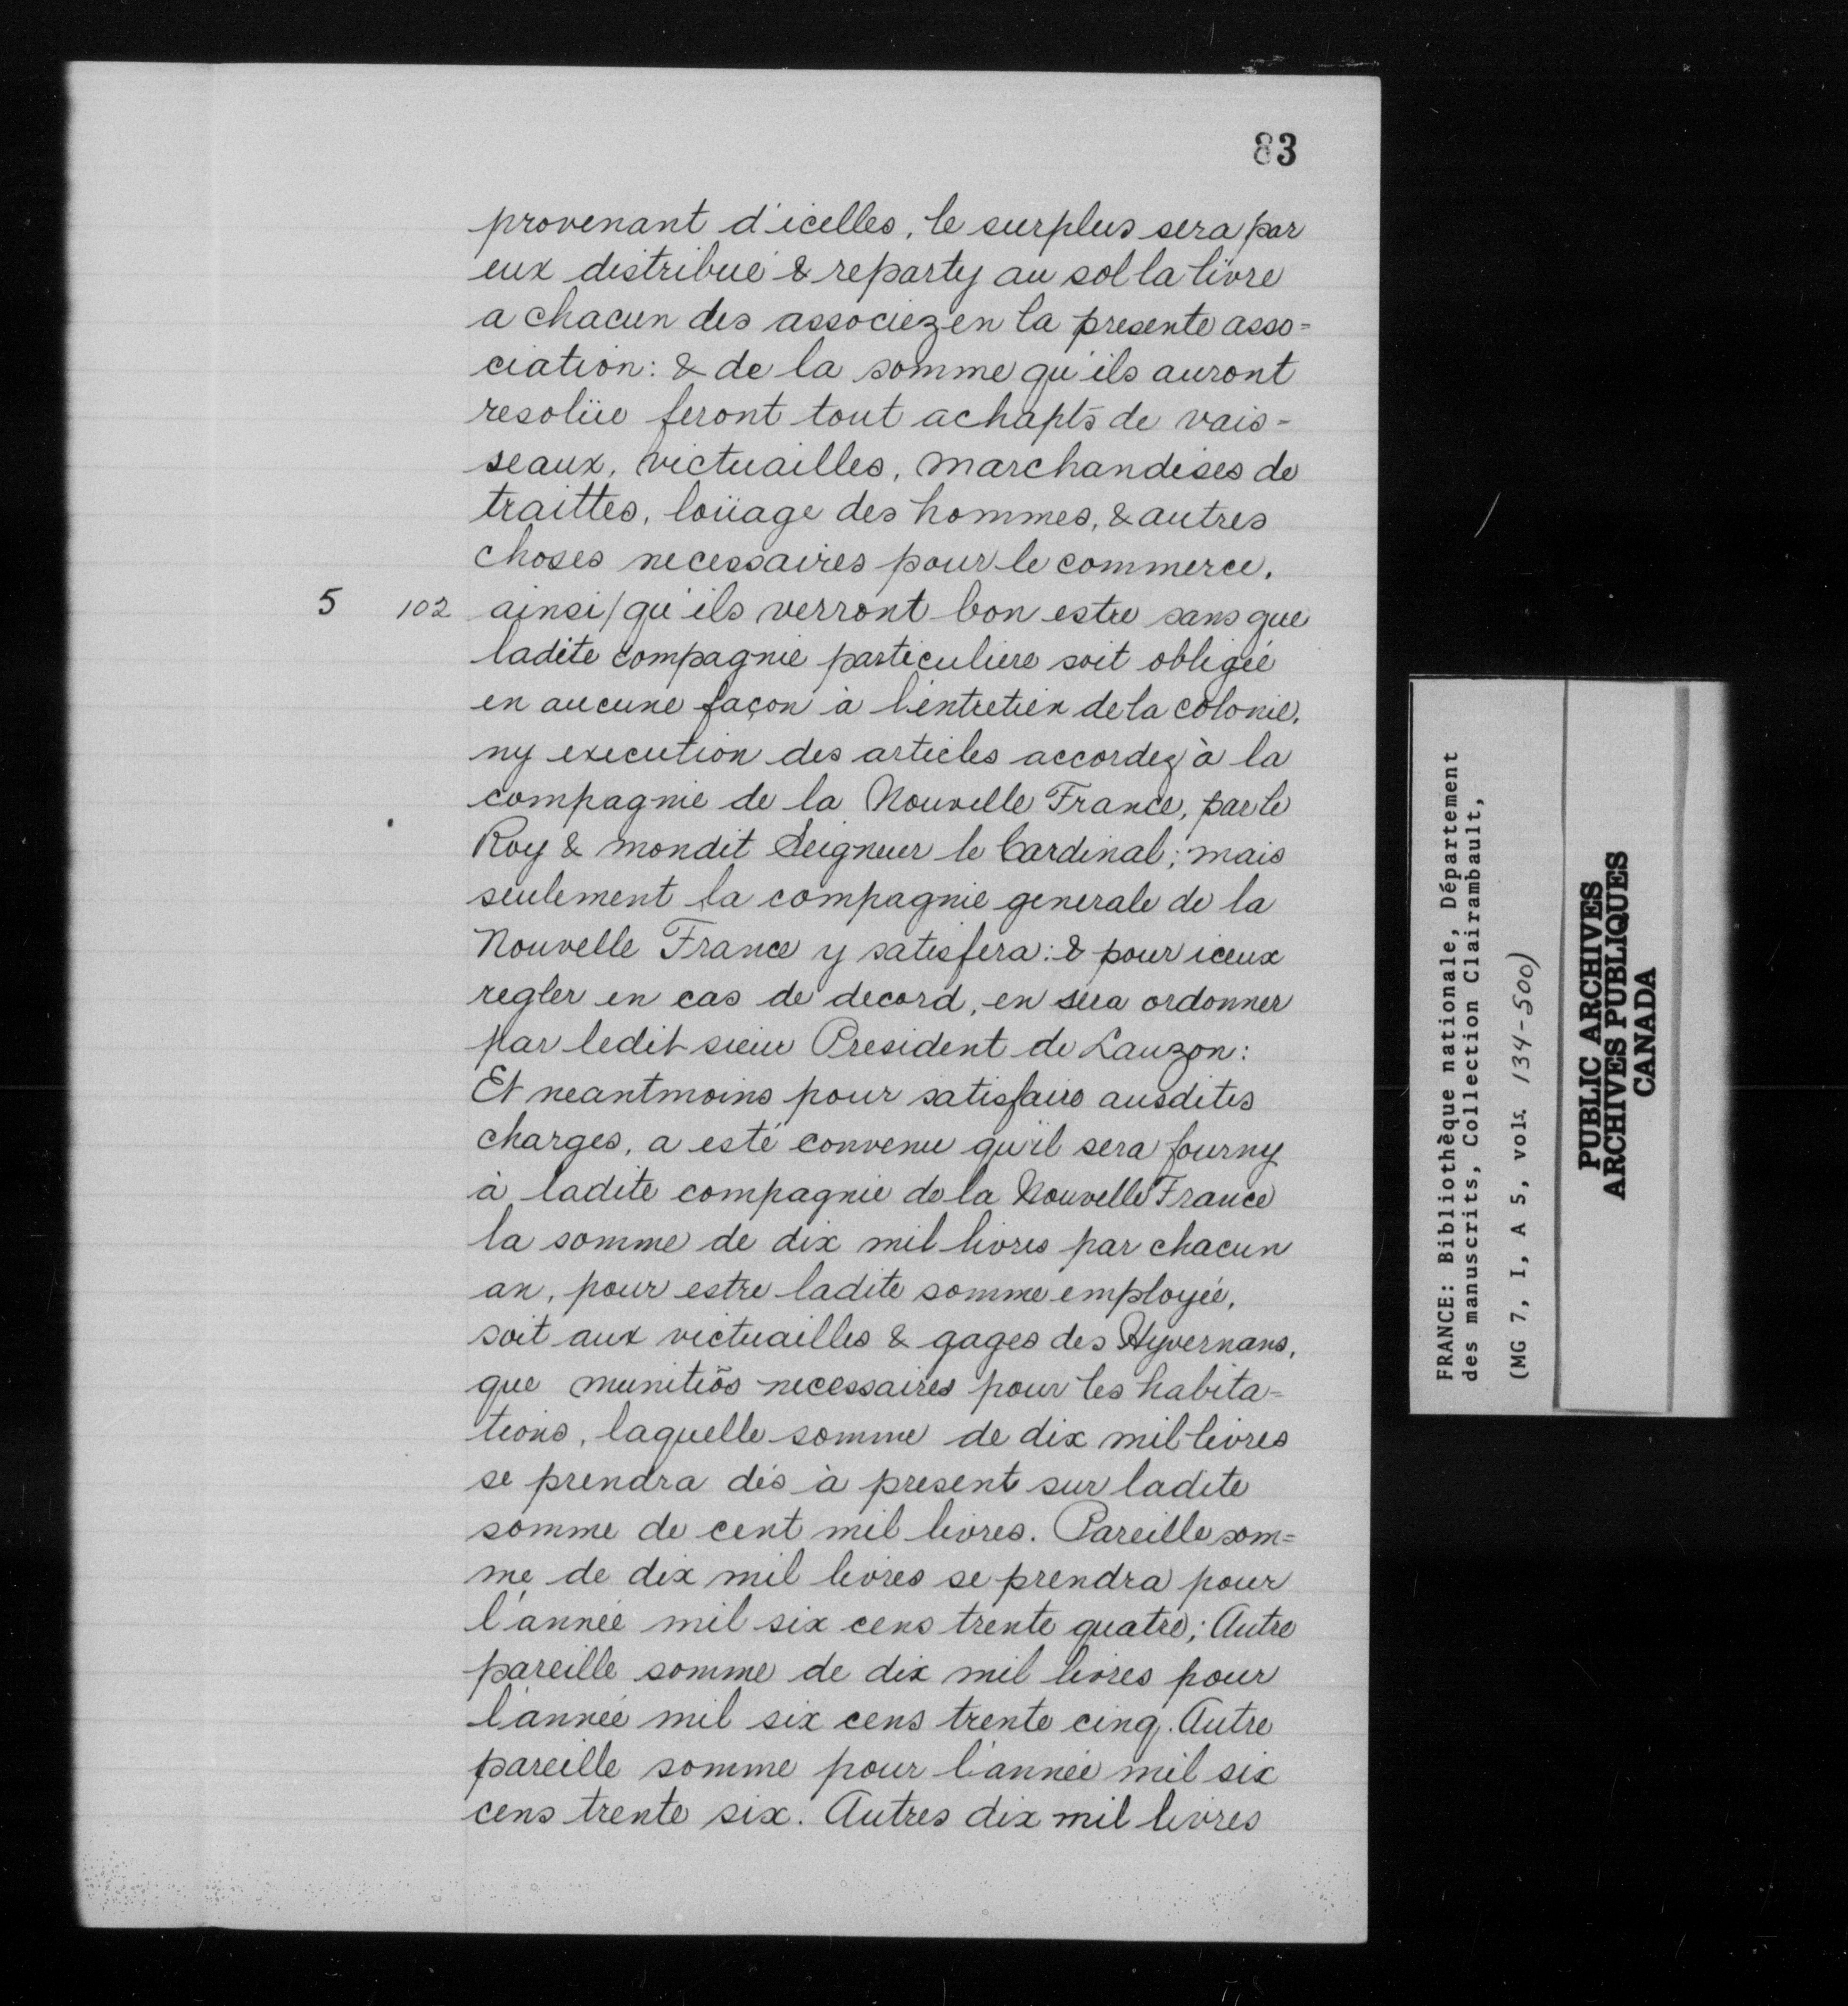 83
provenant d'icelles, le surplus sera par
eux distribué & reparty au sol la livre
a chacun des associez en la presente asso=
ciation: & de la somme qu'ils auront
resolüe feront tout achapts de vais-
seaux, victuailles, marchandises de
traittes, loüage des hommes, & autres
choses necessaires pour le commerce,
5 102 ainsi/qu'ils verront bon estre sans que
ladite compagnie particuliere soit obligée
en aucune façon à l'entretien de la colonie,
ny execution des articles accordez à la
compagnie de la Nouvelle France, par le
Roy & mondit Seigneur le Cardinal; mais
seulement la compagnie generale de la
Nouvelle France y satisfera: & pour iceux
regler en cas de decord, en sera ordonner
par ledit sieur President de Lauzon:
Et neantmoins pour satisfaire ausdites
charges, a esté convenu qu'il sera fourny
à ladite compagnie de la Nouvelle France
la somme de dix mil livres par chacun
an, pour estre ladite somme employée,
soit aux victuailles & gages des Hyvernans,
que munitiõs necessaires pour les habita=
tions, laquelle somme de dix mil livres
se prendra dés à present sur ladite
somme de cent mil livres. Pareille som=
me de dix mil livres se prendra pour
l'année mil six cens trente quatre; Autre
pareille somme de dix mil livres pour
l'année mil six cens trente cinq. Autre
pareille somme pour l'année mil six
cens trente six. Autres dix mil livres
FRANCE: Bibliothèque nationale, Département
des manuscrits, Collection Clairambault,
(MG 7, I, A 5, vols. 134-500)
PUBLIC ARCHIVES
ARCHIVES PUBLIQUES
CANADA